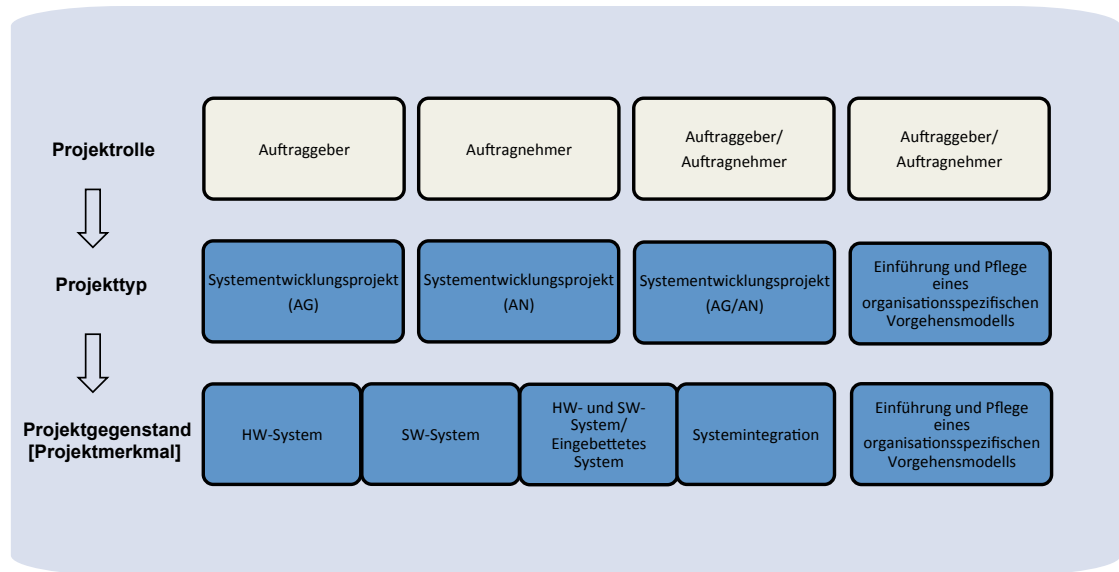 Projektrolle
Auftraggeber
Auftragnehmer
Auftraggeber/
Auftragnehmer
Auftraggeber/
Auftragnehmer
Projekttyp
Systementwicklungsprojekt
(AG)
Systementwicklungsprojekt
(AN)
Systementwicklungsprojekt
(AG/AN)
Einführung und Pflege
eines
organisationsspezifischen
Vorgehensmodells
Projektgegenstand
[Projektmerkmal]
HW-System
SW-System
HW- und SW-
System/
Eingebettetes
System
Systemintegration
Einführung und Pflege
eines
organisationsspezifischen
Vorgehensmodells